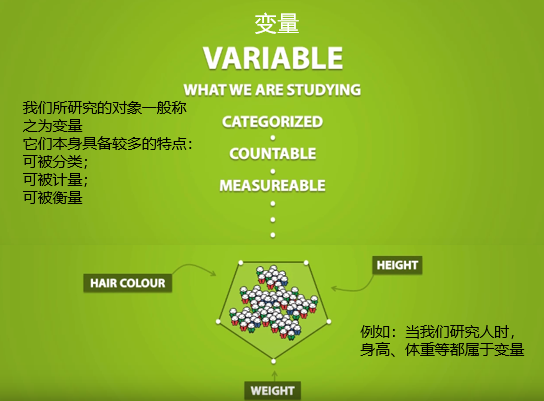 变量
VARIABLE
WHAT WE ARE STUDYING
我们所研究的对象一般称
之为变量
它们本身具备较多的特点：
可被分类；
可被计量；
可被衡量
CATEGORIZED
COUNTABLE
MEASUREABLE
HAIR COLOUR
HEIGHT
例如：当我们研究人时，
身高、体重等都属于变量
WEIGHT